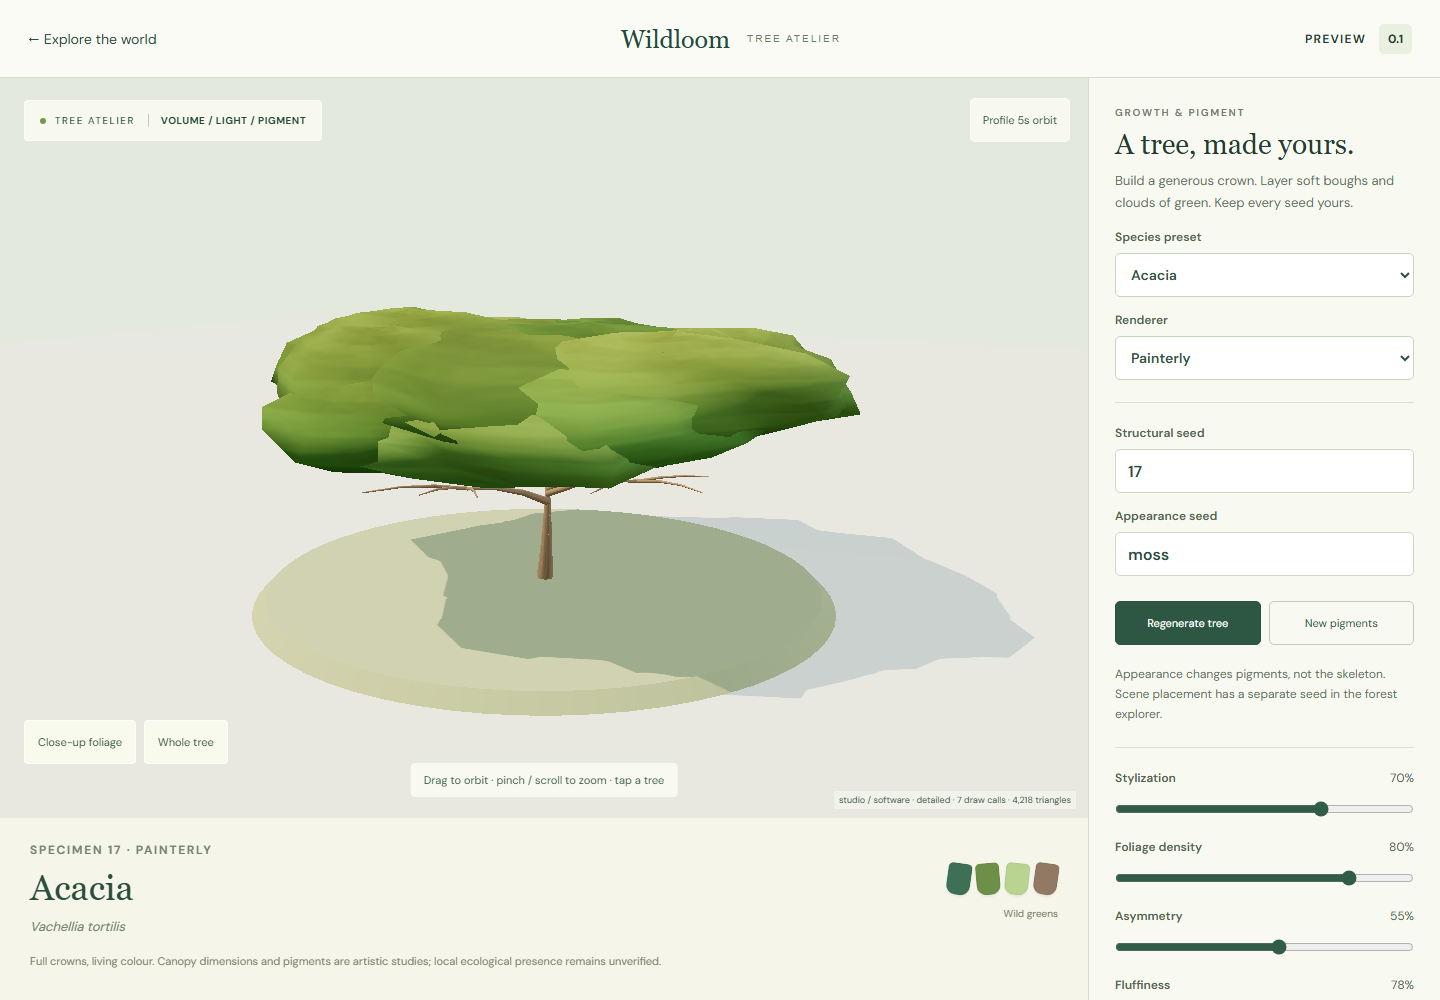 ← Explore the world
Wildloom TREE ATELIER
PREVIEW 0.1
TREE ATELIER | VOLUME / LIGHT / PIGMENT
Profile 5s orbit
Close-up foliage
Whole tree
Drag to orbit · pinch / scroll to zoom · tap a tree
studio / software · detailed · 7 draw calls · 4,218 triangles
SPECIMEN 17 · PAINTERLY
Acacia
Vachellia tortilis
Full crowns, living colour. Canopy dimensions and pigments are artistic studies; local ecological presence remains unverified.
Wild greens
GROWTH & PIGMENT
A tree, made yours.
Build a generous crown. Layer soft boughs and
clouds of green. Keep every seed yours.
Species preset
Acacia
Renderer
Painterly
Structural seed
17
Appearance seed
moss
Regenerate tree
New pigments
Appearance changes pigments, not the skeleton.
Scene placement has a separate seed in the forest
explorer.
Stylization 70%
Foliage density 80%
Asymmetry 55%
Fluffiness 78%